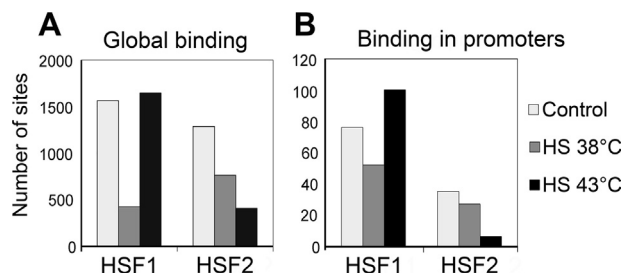 A
Global binding
Number of sites
2000
1500
1000
500
0
HSF1
HSF2
B
Binding in promoters
120
100
80
60
40
20
0
HSF1
HSF2
Control
HS 38°C
HS 43°C